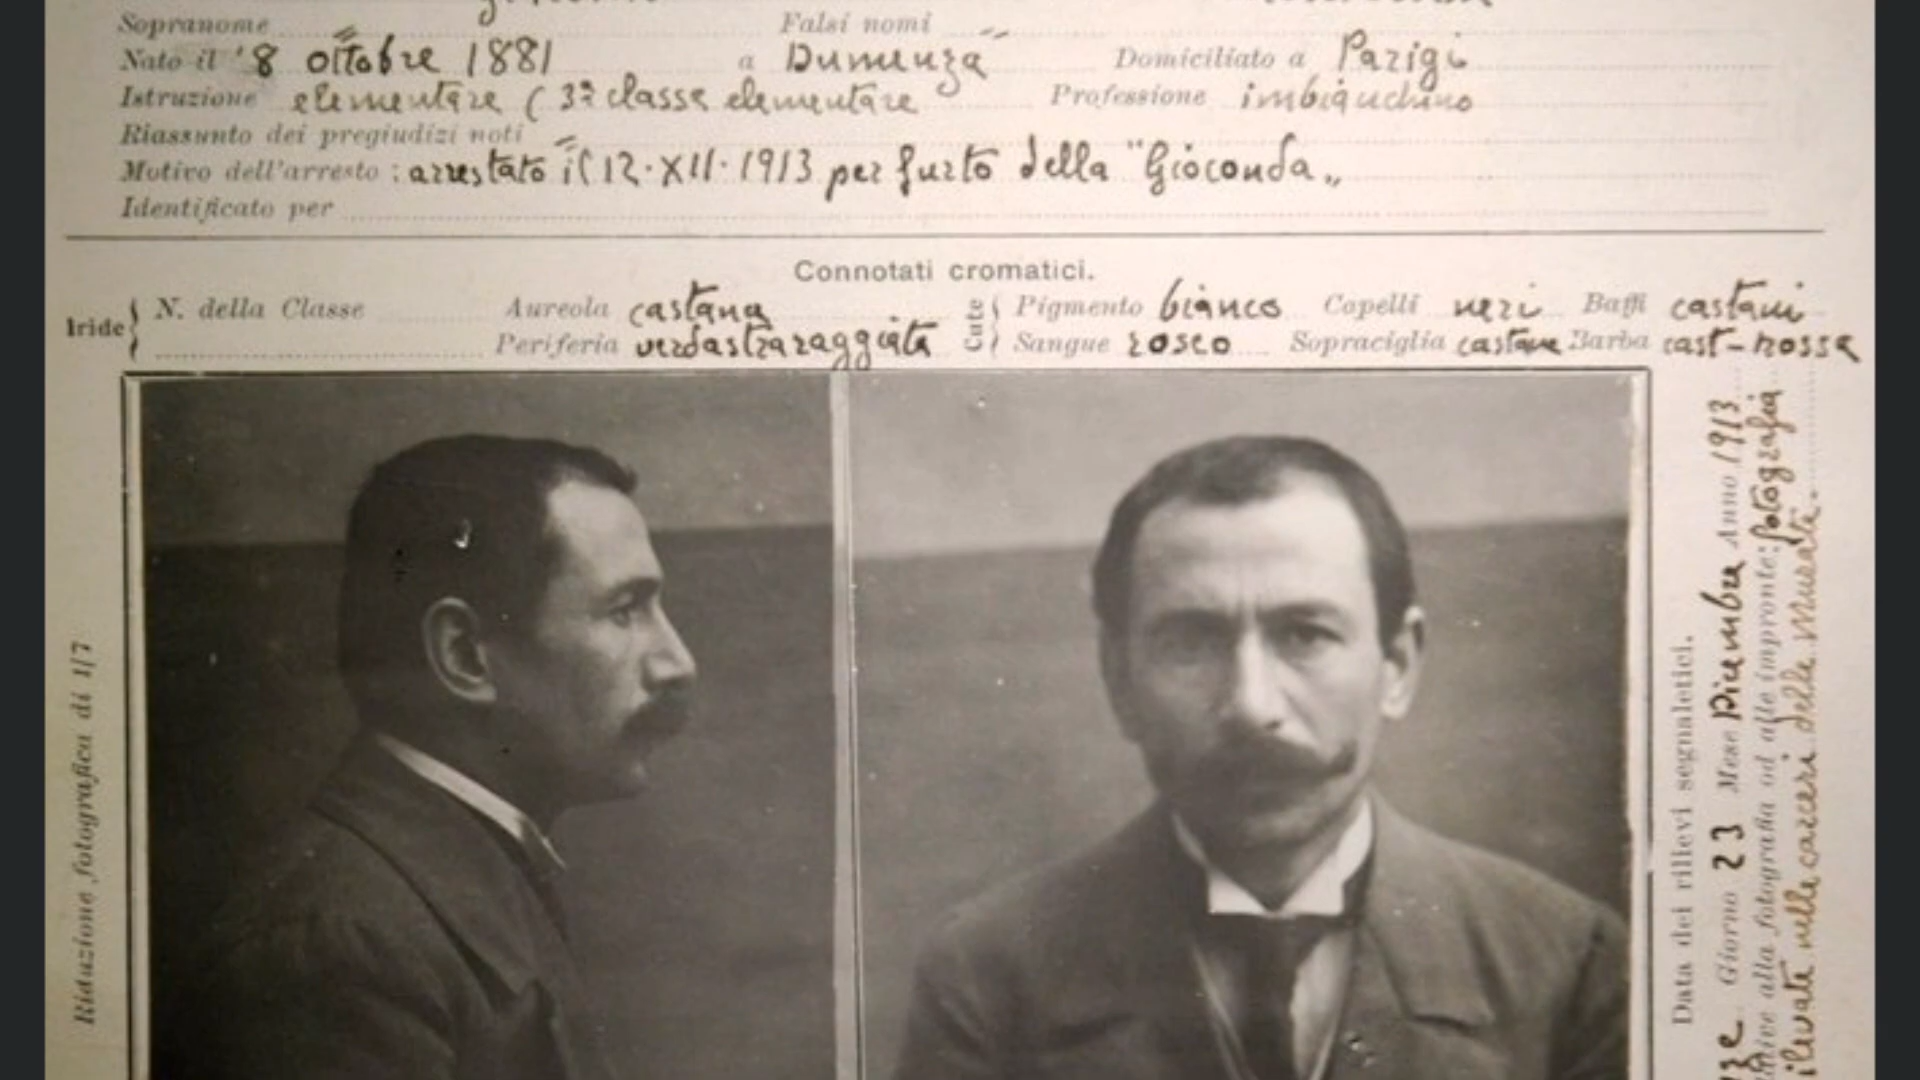 Sopranome Falsi nomi
Nato il 8 ottobre 1881 a Dumenza Domiciliato a Parigi
Istruzione elementare (3ª classe elementare Professione imbianchino
Riassunto dei pregiudizi noti
Motivo dell'arresto : arrestato il 12·XII·1913 per furto della "Gioconda„
Identificato per
Connotati cromatici.
Iride N. della Classe Aureola castana Cute Pigmento bianco Capelli neri Baffi castani
Periferia verdastra raggiata Sangue roseo Sopraciglia castane Barba cast-rossa
Riduzione fotografica di 1/7
Data dei rilievi segnaletici.
Giorno 23 Mese Dicembre Anno 1913
alla fotografia od alle impronte: fotografia
rilevate nelle carceri delle Murate.